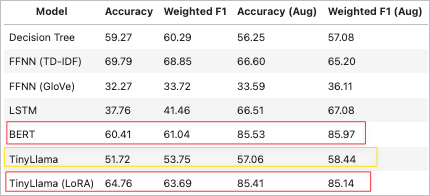 Model Accuracy Weighted F1 Accuracy (Aug) Weighted F1 (Aug)
Decision Tree 59.27 60.29 56.25 57.08
FFNN (TD-IDF) 69.79 68.85 66.60 65.20
FFNN (GloVe) 32.27 33.72 33.59 36.11
LSTM 37.76 41.46 66.51 67.08
BERT 60.41 61.04 85.53 85.97
TinyLlama 51.72 53.75 57.06 58.44
TinyLlama (LoRA) 64.76 63.69 85.41 85.14